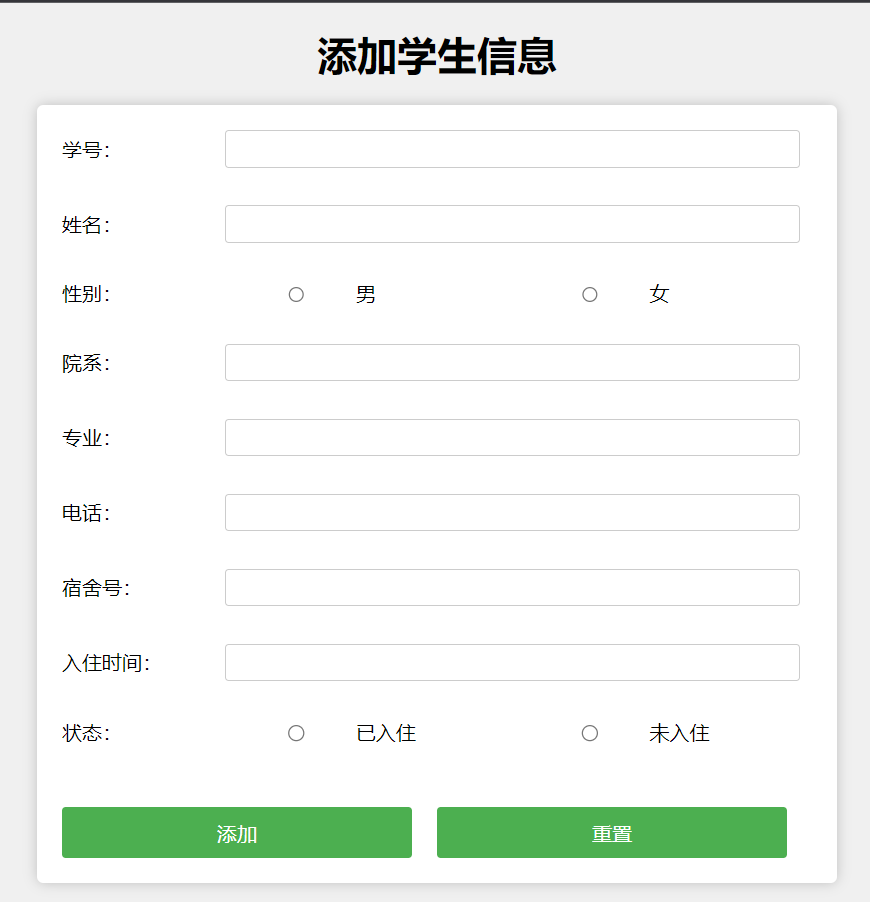 添加学生信息
学号：
姓名：
性别： 男 女
院系：
专业：
电话：
宿舍号：
入住时间：
状态： 已入住 未入住
添加 重置